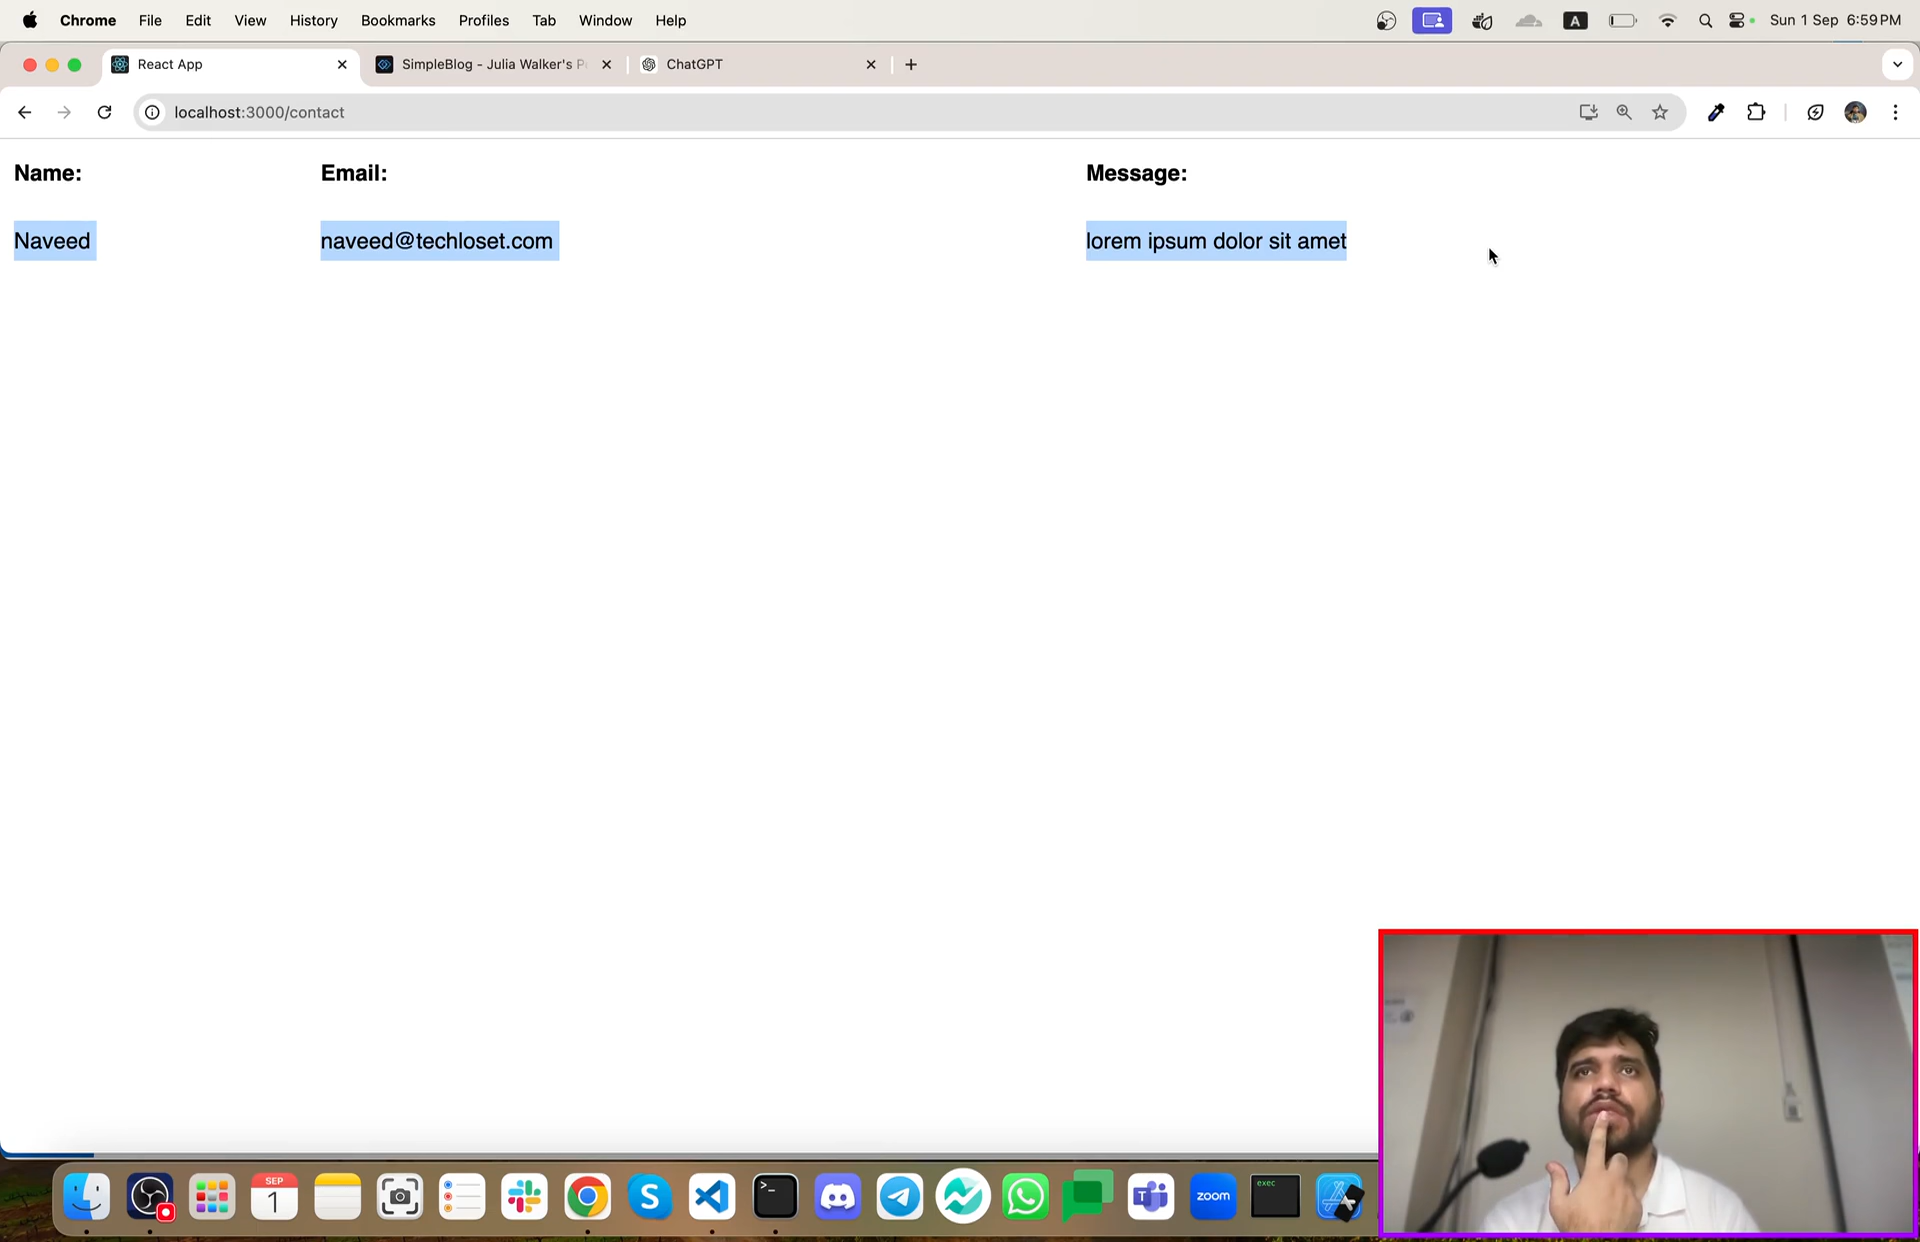 Chrome File Edit View History Bookmarks Profiles Tab Window Help A Sun 1 Sep 6:59 PM
React App SimpleBlog - Julia Walker's P ChatGPT
localhost:3000/contact
Name: Email: Message:
Naveed naveed@techloset.com lorem ipsum dolor sit amet
SEP
1
S
>_
T
zoom
exec